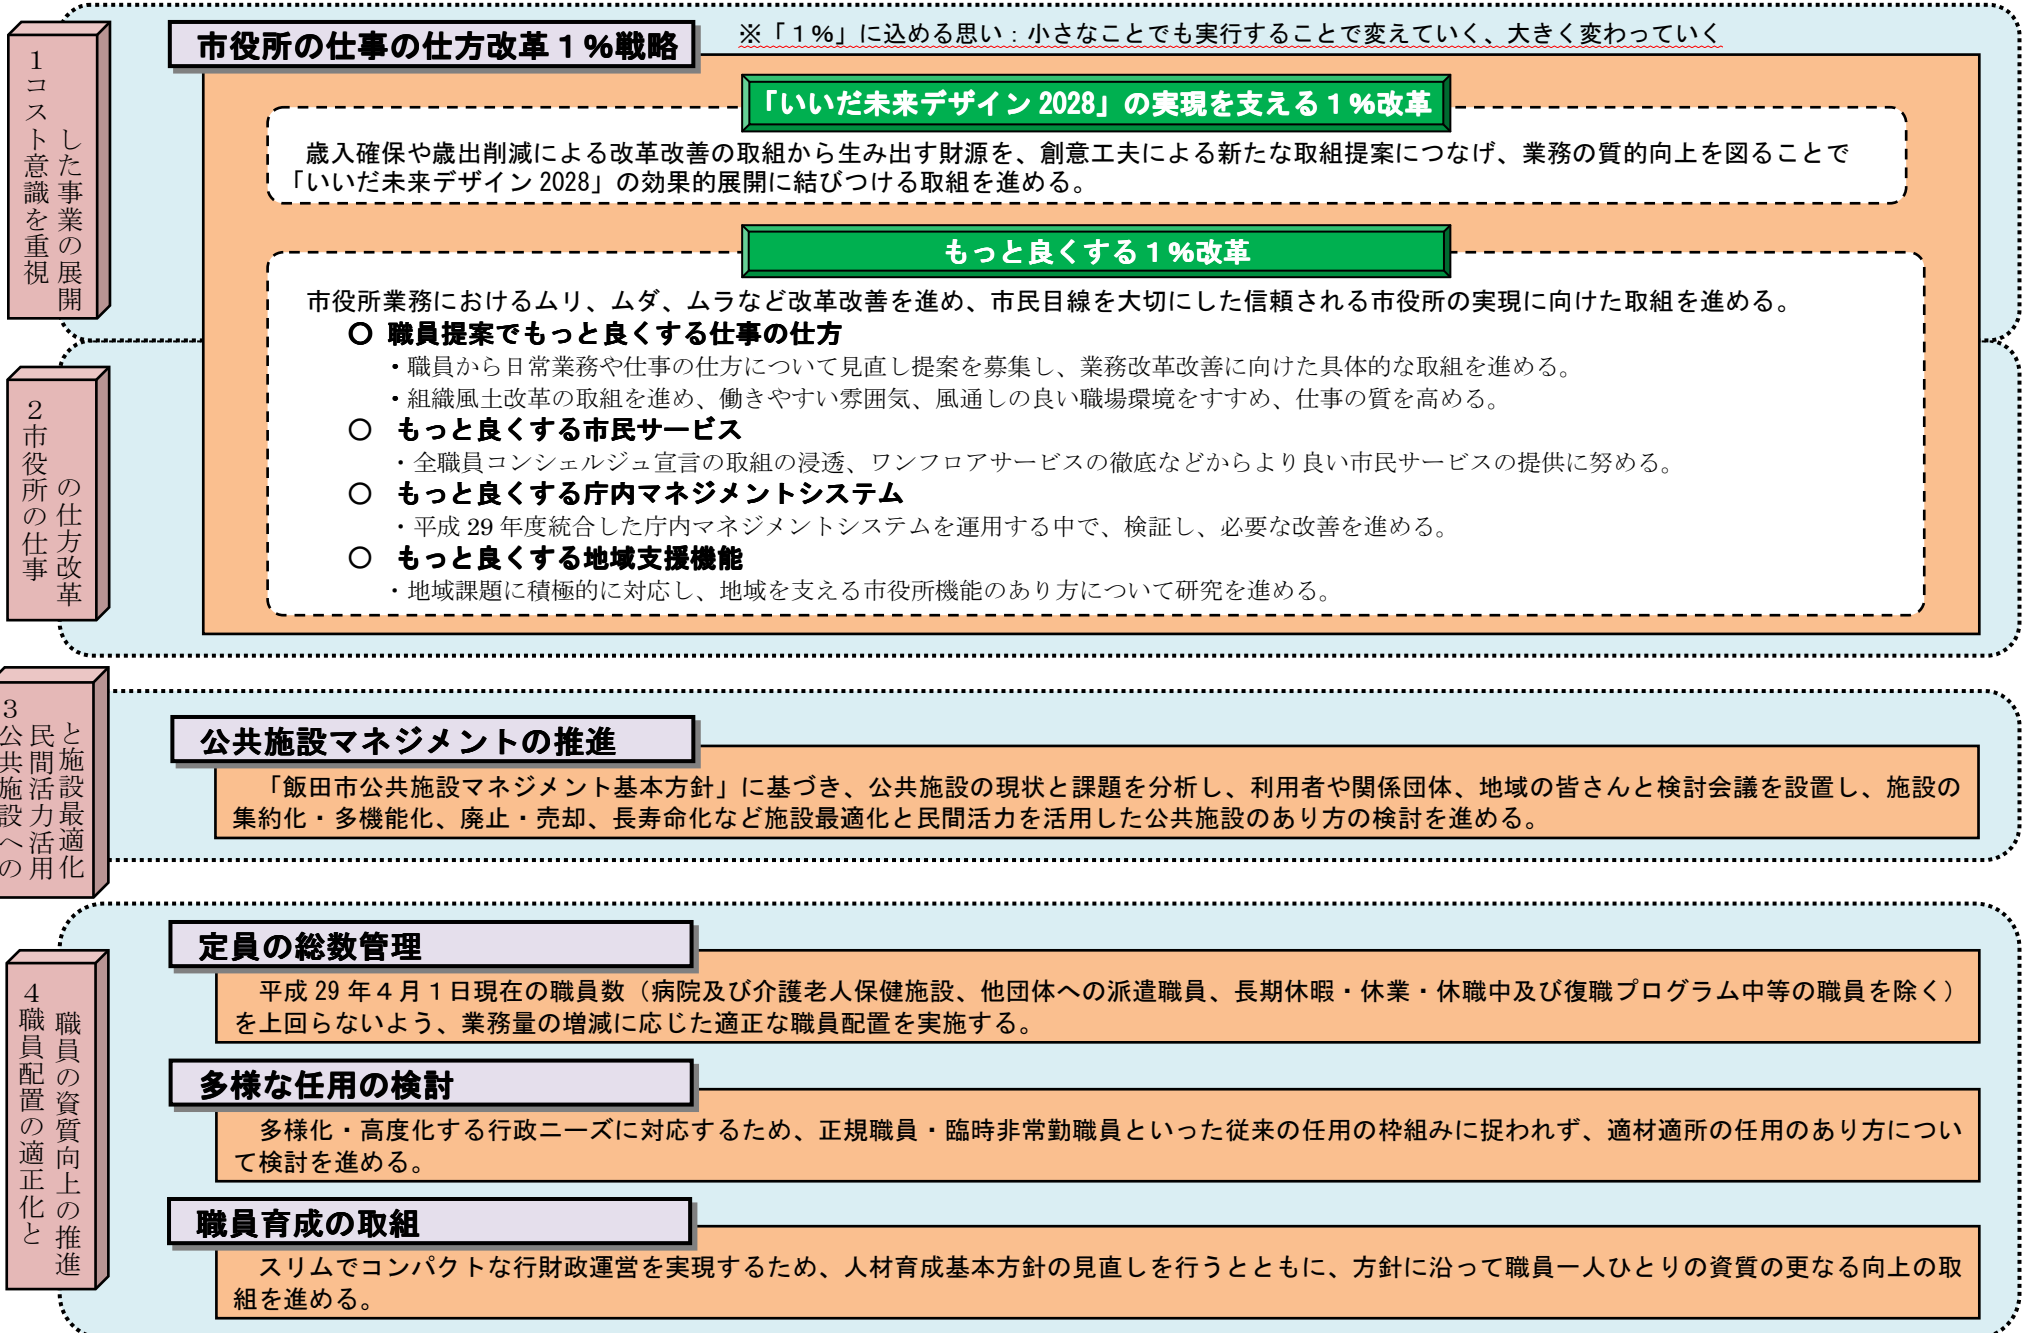 1コスト意識を重視
した事業の展開
市役所の仕事の仕方改革1%戦略
※「1%」に込める思い：小さなことでも実行することで変えていく、大きく変わっていく
「いいだ未来デザイン2028」の実現を支える1%改革
歳入確保や歳出削減による改革改善の取組から生み出す財源を、創意工夫による新たな取組提案につなげ、業務の質的向上を図ることで
「いいだ未来デザイン2028」の効果的展開に結びつける取組を進める。
もっと良くする1%改革
市役所業務におけるムリ、ムダ、ムラなど改革改善を進め、市民目線を大切にした信頼される市役所の実現に向けた取組を進める。
○ 職員提案でもっと良くする仕事の仕方
・職員から日常業務や仕事の仕方について見直し提案を募集し、業務改革改善に向けた具体的な取組を進める。
・組織風土改革の取組を進め、働きやすい雰囲気、風通しの良い職場環境をすすめ、仕事の質を高める。
○ もっと良くする市民サービス
・全職員コンシェルジュ宣言の取組の浸透、ワンフロアサービスの徹底などからより良い市民サービスの提供に努める。
○ もっと良くする庁内マネジメントシステム
・平成29年度統合した庁内マネジメントシステムを運用する中で、検証し、必要な改善を進める。
○ もっと良くする地域支援機能
・地域課題に積極的に対応し、地域を支える市役所機能のあり方について研究を進める。
2市役所の仕事
の仕方改革
3公共施設への
民間活力活用
と施設最適化
公共施設マネジメントの推進
「飯田市公共施設マネジメント基本方針」に基づき、公共施設の現状と課題を分析し、利用者や関係団体、地域の皆さんと検討会議を設置し、施設の
集約化・多機能化、廃止・売却、長寿命化など施設最適化と民間活力を活用した公共施設のあり方の検討を進める。
4職員配置の適正化と
職員の資質向上の推進
定員の総数管理
平成29年4月1日現在の職員数（病院及び介護老人保健施設、他団体への派遣職員、長期休暇・休業・休職中及び復職プログラム中等の職員を除く）
を上回らないよう、業務量の増減に応じた適正な職員配置を実施する。
多様な任用の検討
多様化・高度化する行政ニーズに対応するため、正規職員・臨時非常勤職員といった従来の任用の枠組みに捉われず、適材適所の任用のあり方につい
て検討を進める。
職員育成の取組
スリムでコンパクトな行財政運営を実現するため、人材育成基本方針の見直しを行うとともに、方針に沿って職員一人ひとりの資質の更なる向上の取
組を進める。